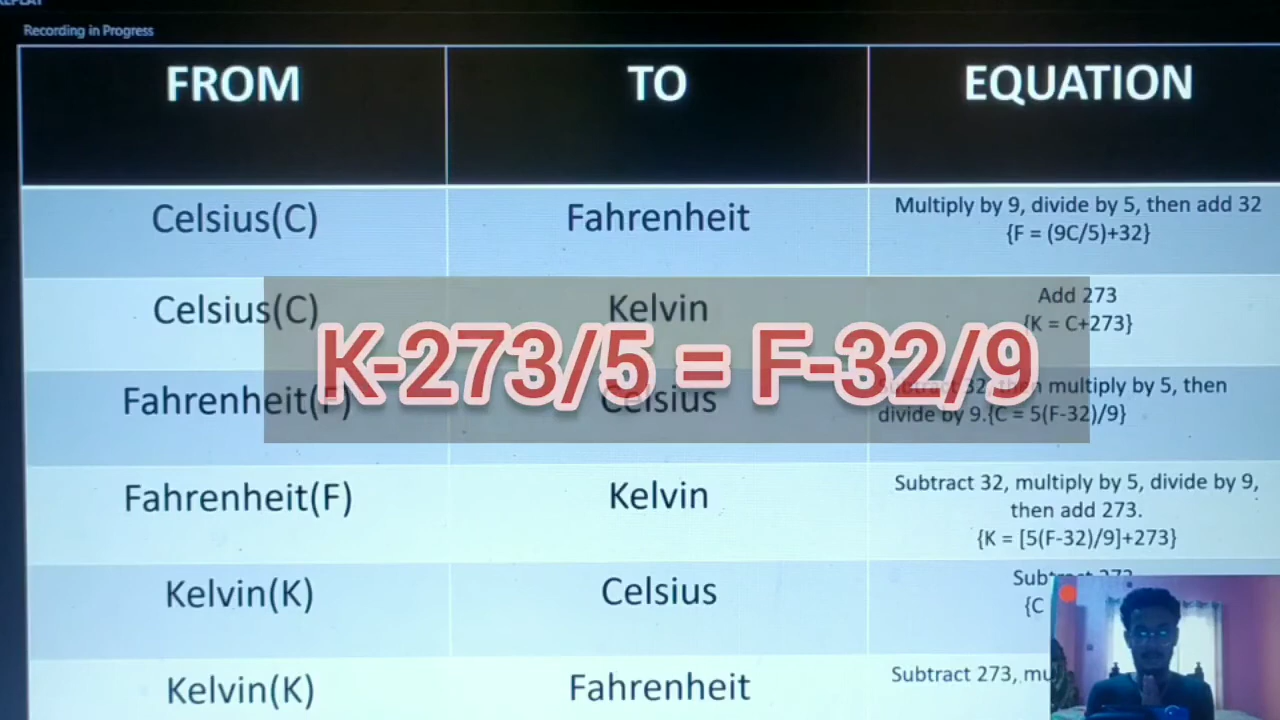 Recording in Progress
FROM TO EQUATION
Celsius(C) Fahrenheit Multiply by 9, divide by 5, then add 32
{F = (9C/5)+32}
Celsius(C) Kelvin Add 273
{K = C+273}
K-273/5 = F-32/9
Fahrenheit(F) Celsius Subtract 32, then multiply by 5, then
divide by 9.{C = 5(F-32)/9}
Fahrenheit(F) Kelvin Subtract 32, multiply by 5, divide by 9,
then add 273.
{K = [5(F-32)/9]+273}
Kelvin(K) Celsius
{C
Kelvin(K) Fahrenheit Subtract 273,